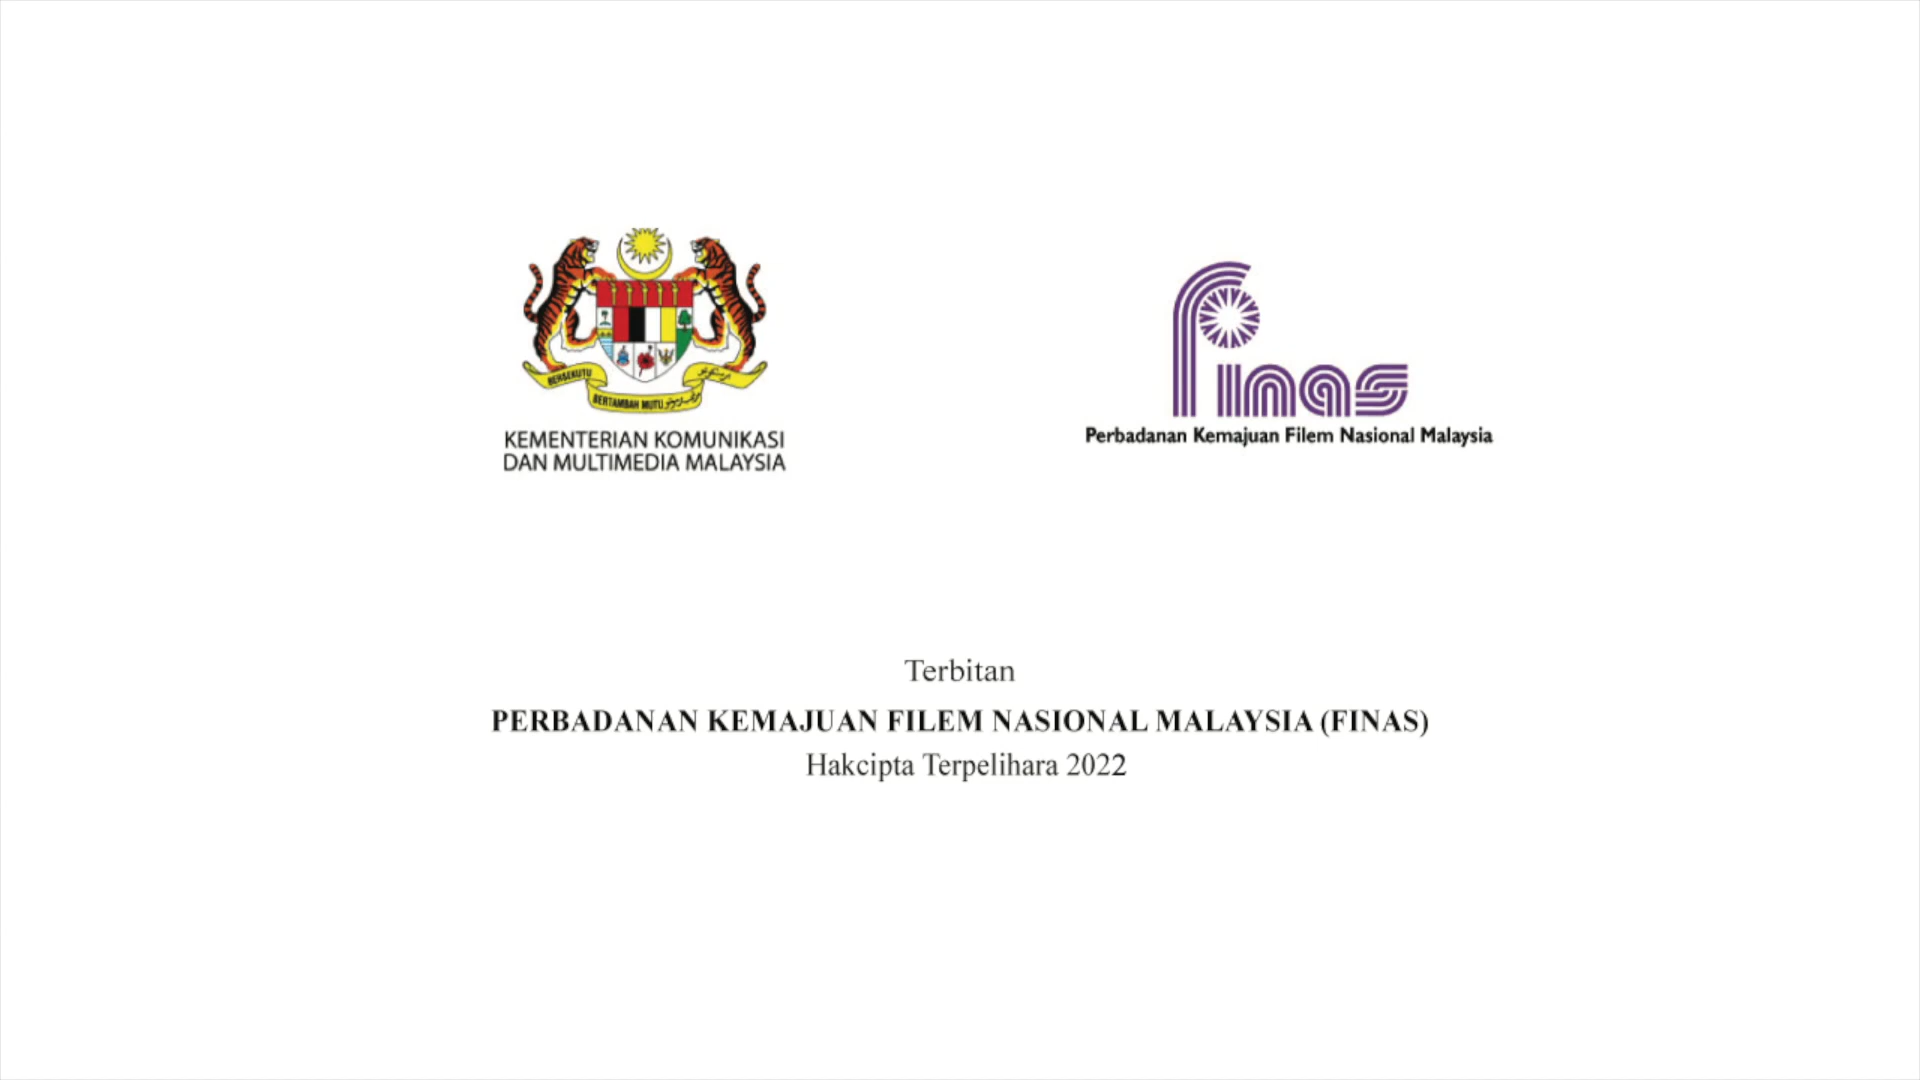 BERSEKUTU
BERTAMBAH MUTU
KEMENTERIAN KOMUNIKASI
DAN MULTIMEDIA MALAYSIA
Finas
Perbadanan Kemajuan Filem Nasional Malaysia
Terbitan
PERBADANAN KEMAJUAN FILEM NASIONAL MALAYSIA (FINAS)
Hakcipta Terpelihara 2022